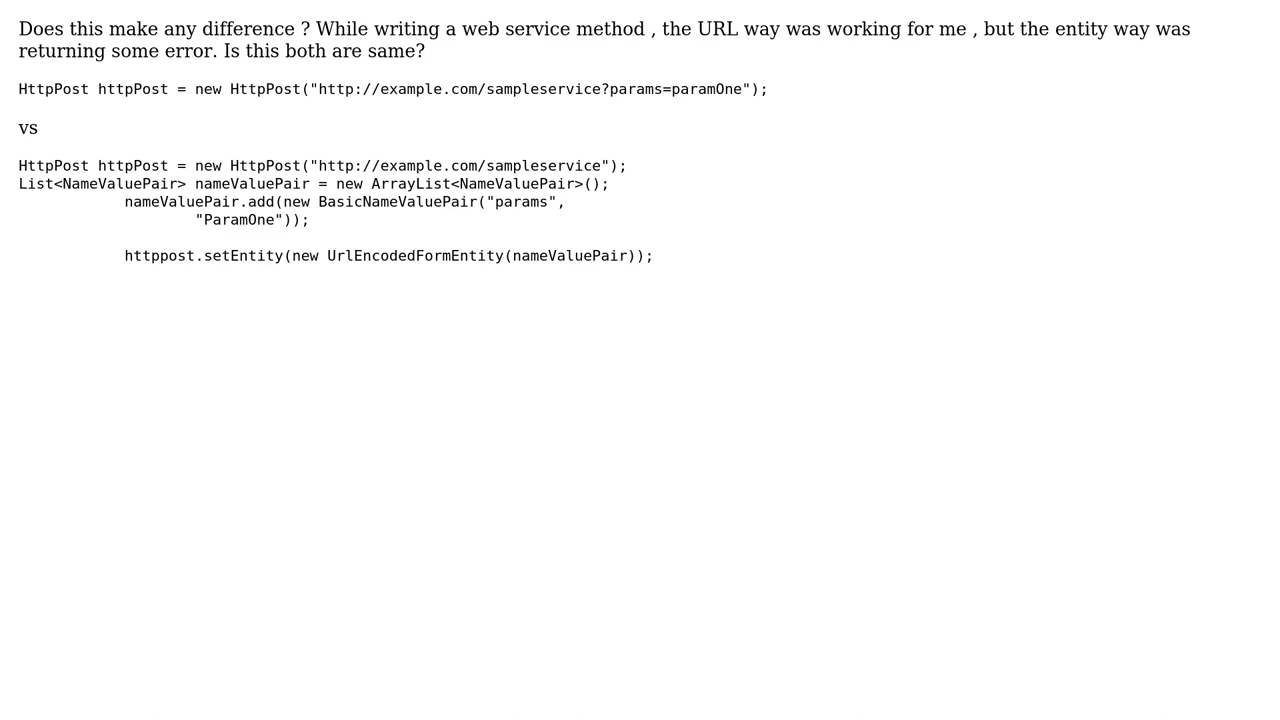 Does this make any difference ? While writing a web service method , the URL way was working for me , but the entity way was
returning some error. Is this both are same?
HttpPost httpPost = new HttpPost("http://example.com/sampleservice?params=paramOne");
vs
HttpPost httpPost = new HttpPost("http://example.com/sampleservice");
List<NameValuePair> nameValuePair = new ArrayList<NameValuePair>();
            nameValuePair.add(new BasicNameValuePair("params",
                    "ParamOne"));
            httppost.setEntity(new UrlEncodedFormEntity(nameValuePair));